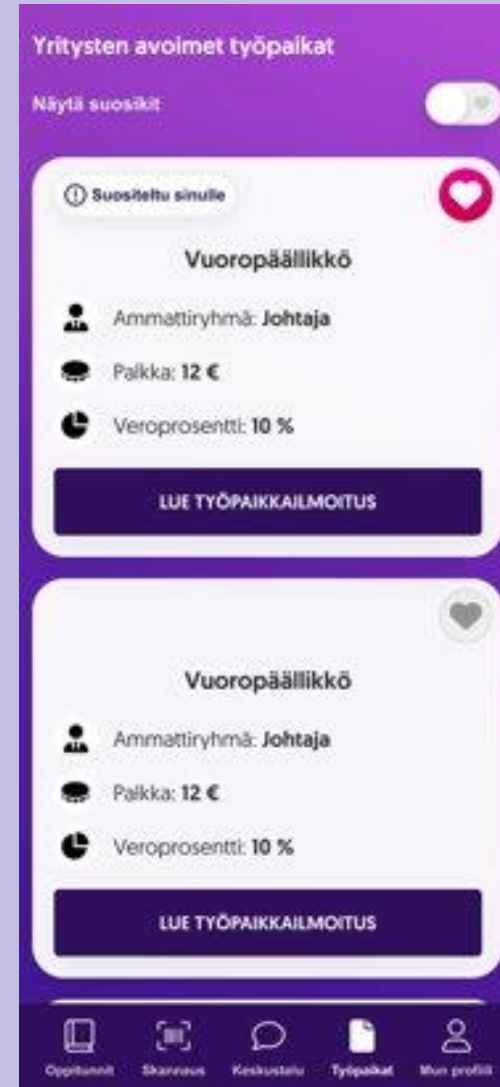 Yritysten avoimet työpaikat
Näytä suosikit
Suositeltu sinulle
Vuoropäällikkö
Ammattiryhmä: Johtaja
Palkka: 12 €
Veroprosentti: 10 %
LUE TYÖPAIKKAILMOITUS
Vuoropäällikkö
Ammattiryhmä: Johtaja
Palkka: 12 €
Veroprosentti: 10 %
LUE TYÖPAIKKAILMOITUS
Oppitunnit Skannaus Keskustelu Työpaikat Mun profiili